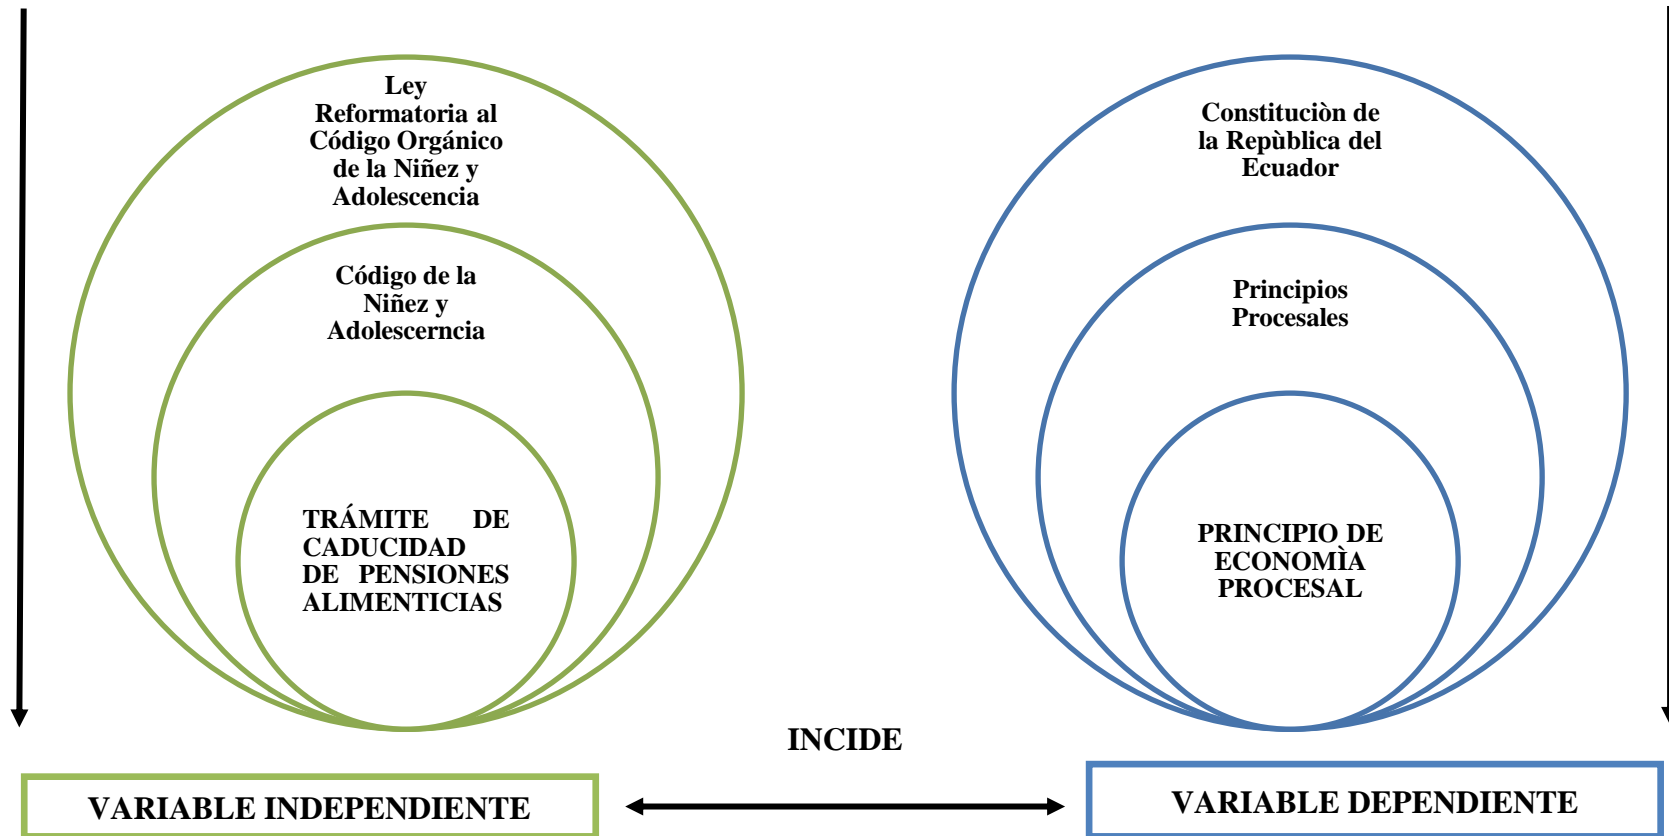 Ley
Reformatoria al
Código Orgánico
de la Niñez y
Adolescencia
Código de la
Niñez y
Adolescerncia
TRÁMITE DE
CADUCIDAD
DE PENSIONES
ALIMENTICIAS
Constituciòn de
la Repùblica del
Ecuador
Principios
Procesales
PRINCIPIO DE
ECONOMÌA
PROCESAL
INCIDE
VARIABLE INDEPENDIENTE
VARIABLE DEPENDIENTE